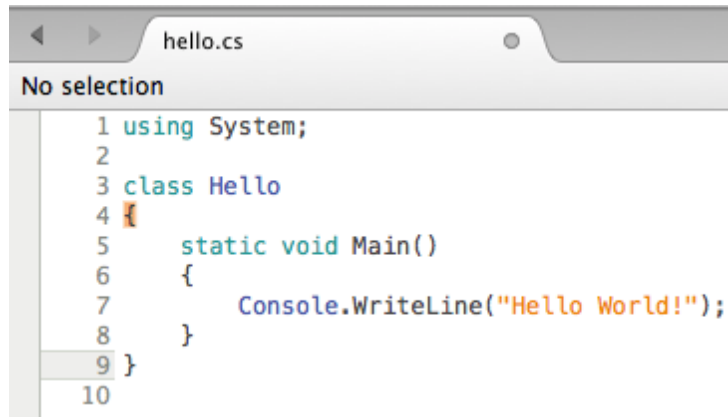 hello.cs
No selection
1 using System;
2
3 class Hello
4 {
5     static void Main()
6     {
7         Console.WriteLine("Hello World!");
8     }
9 }
10